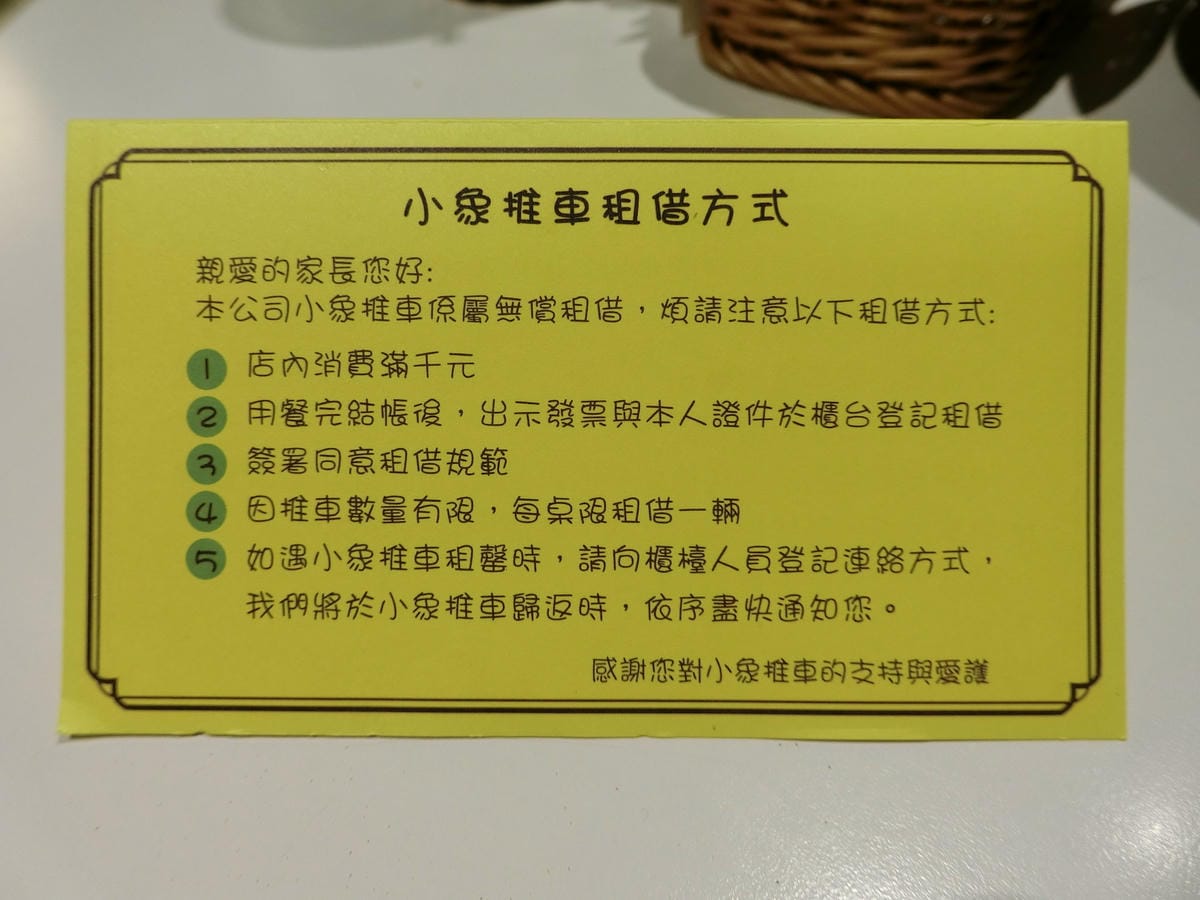 小象推車租借方式
親愛的家長您好:
本公司小象推車係屬無償租借，煩請注意以下租借方式:
1 店內消費滿千元
2 用餐完結帳後，出示發票與本人證件於櫃台登記租借
3 簽署同意租借規範
4 因推車數量有限，每桌限租借一輛
5 如遇小象推車租罄時，請向櫃檯人員登記連絡方式，
我們將於小象推車歸返時，依序盡快通知您。
感謝您對小象推車的支持與愛護